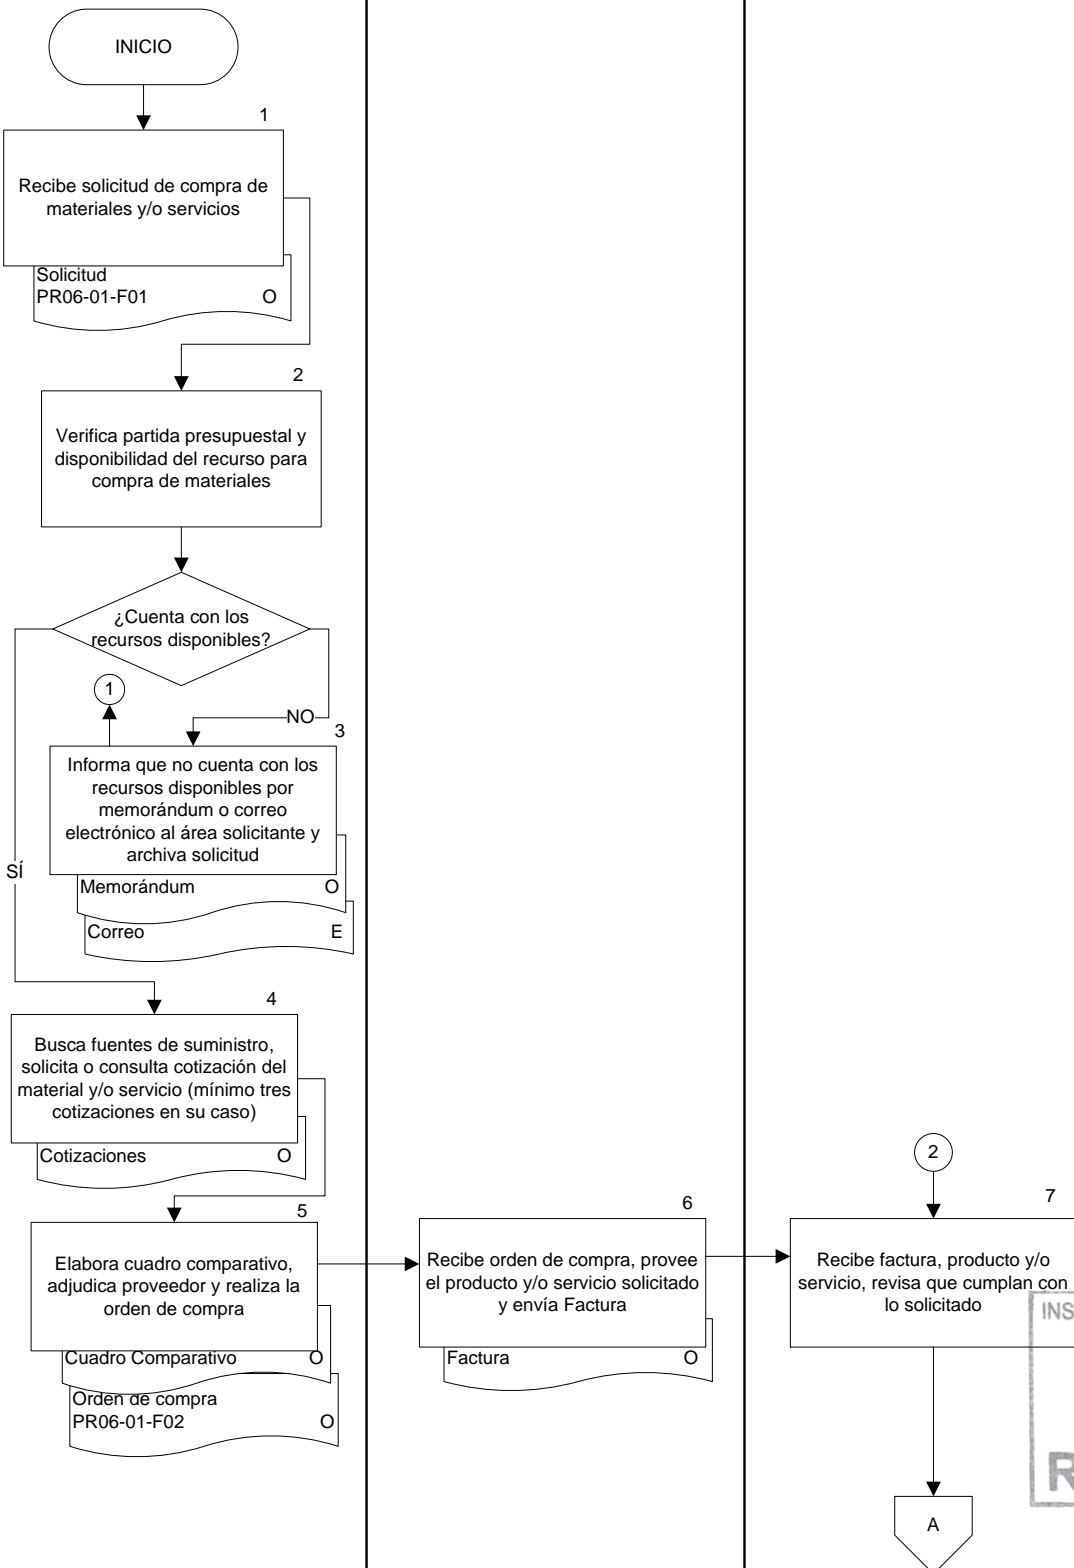 INICIO
1
Recibe solicitud de compra de
materiales y/o servicios
Solicitud
PR06-01-F01 O
2
Verifica partida presupuestal y
disponibilidad del recurso para
compra de materiales
¿Cuenta con los
recursos disponibles?
1
NO
3
Informa que no cuenta con los
recursos disponibles por
memorándum o correo
electrónico al área solicitante y
archiva solicitud
SÍ
Memorándum O
Correo E
4
Busca fuentes de suministro,
solicita o consulta cotización del
material y/o servicio (mínimo tres
cotizaciones en su caso)
Cotizaciones O
5
Elabora cuadro comparativo,
adjudica proveedor y realiza la
orden de compra
Cuadro Comparativo O
Orden de compra
PR06-01-F02 O
6
Recibe orden de compra, provee
el producto y/o servicio solicitado
y envía Factura
Factura O
2
7
Recibe factura, producto y/o
servicio, revisa que cumplan con
lo solicitado
INS
R
A